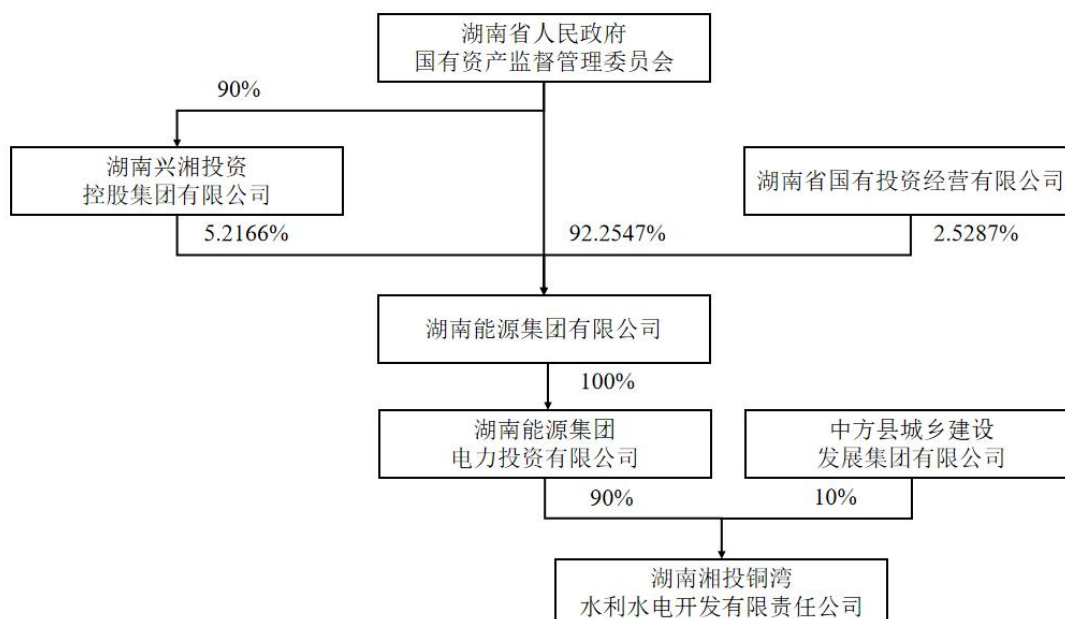 湖南省人民政府
国有资产监督管理委员会
90%
湖南兴湘投资
控股集团有限公司
湖南省国有投资经营有限公司
5.2166%
92.2547%
2.5287%
湖南能源集团有限公司
100%
湖南能源集团
电力投资有限公司
中方县城乡建设
发展集团有限公司
90%
10%
湖南湘投铜湾
水利水电开发有限责任公司